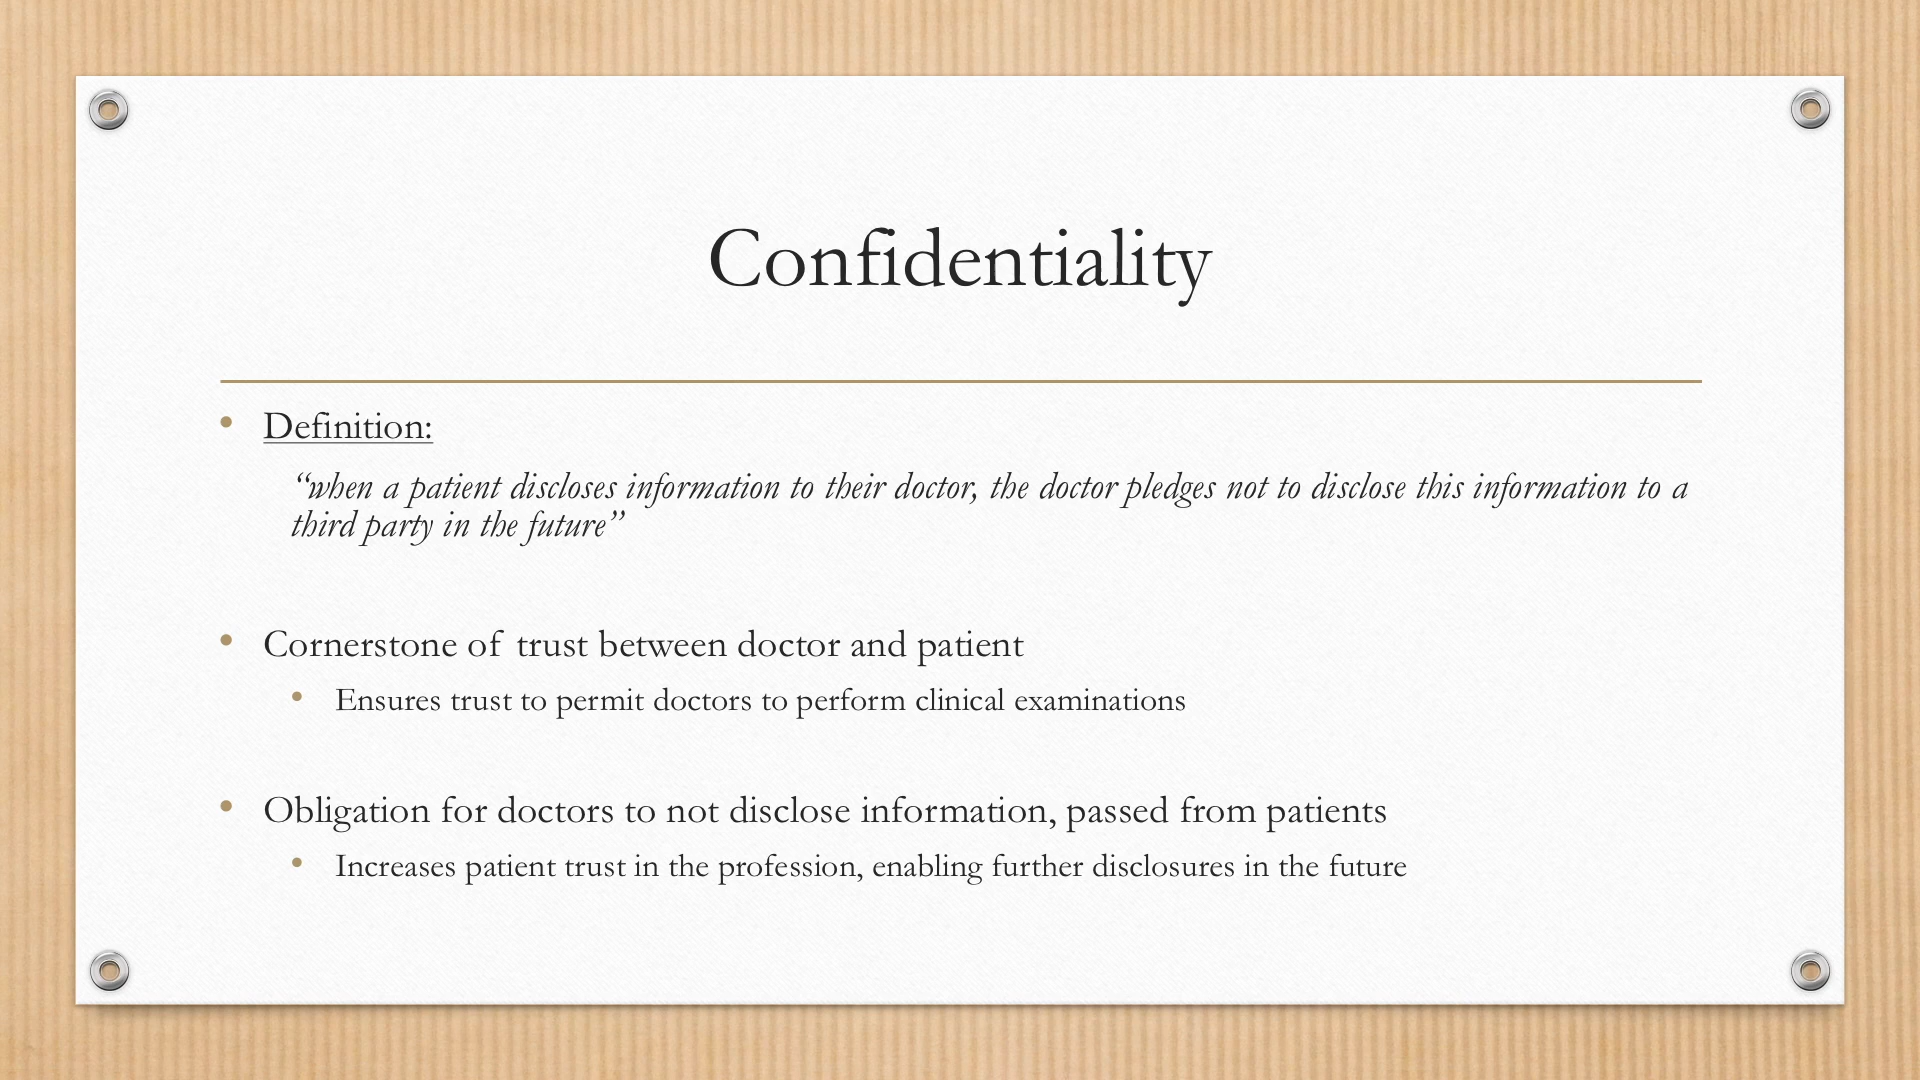 Confidentiality
• Definition:
“when a patient discloses information to their doctor, the doctor pledges not to disclose this information to a
third party in the future”
• Cornerstone of trust between doctor and patient
• Ensures trust to permit doctors to perform clinical examinations
• Obligation for doctors to not disclose information, passed from patients
• Increases patient trust in the profession, enabling further disclosures in the future